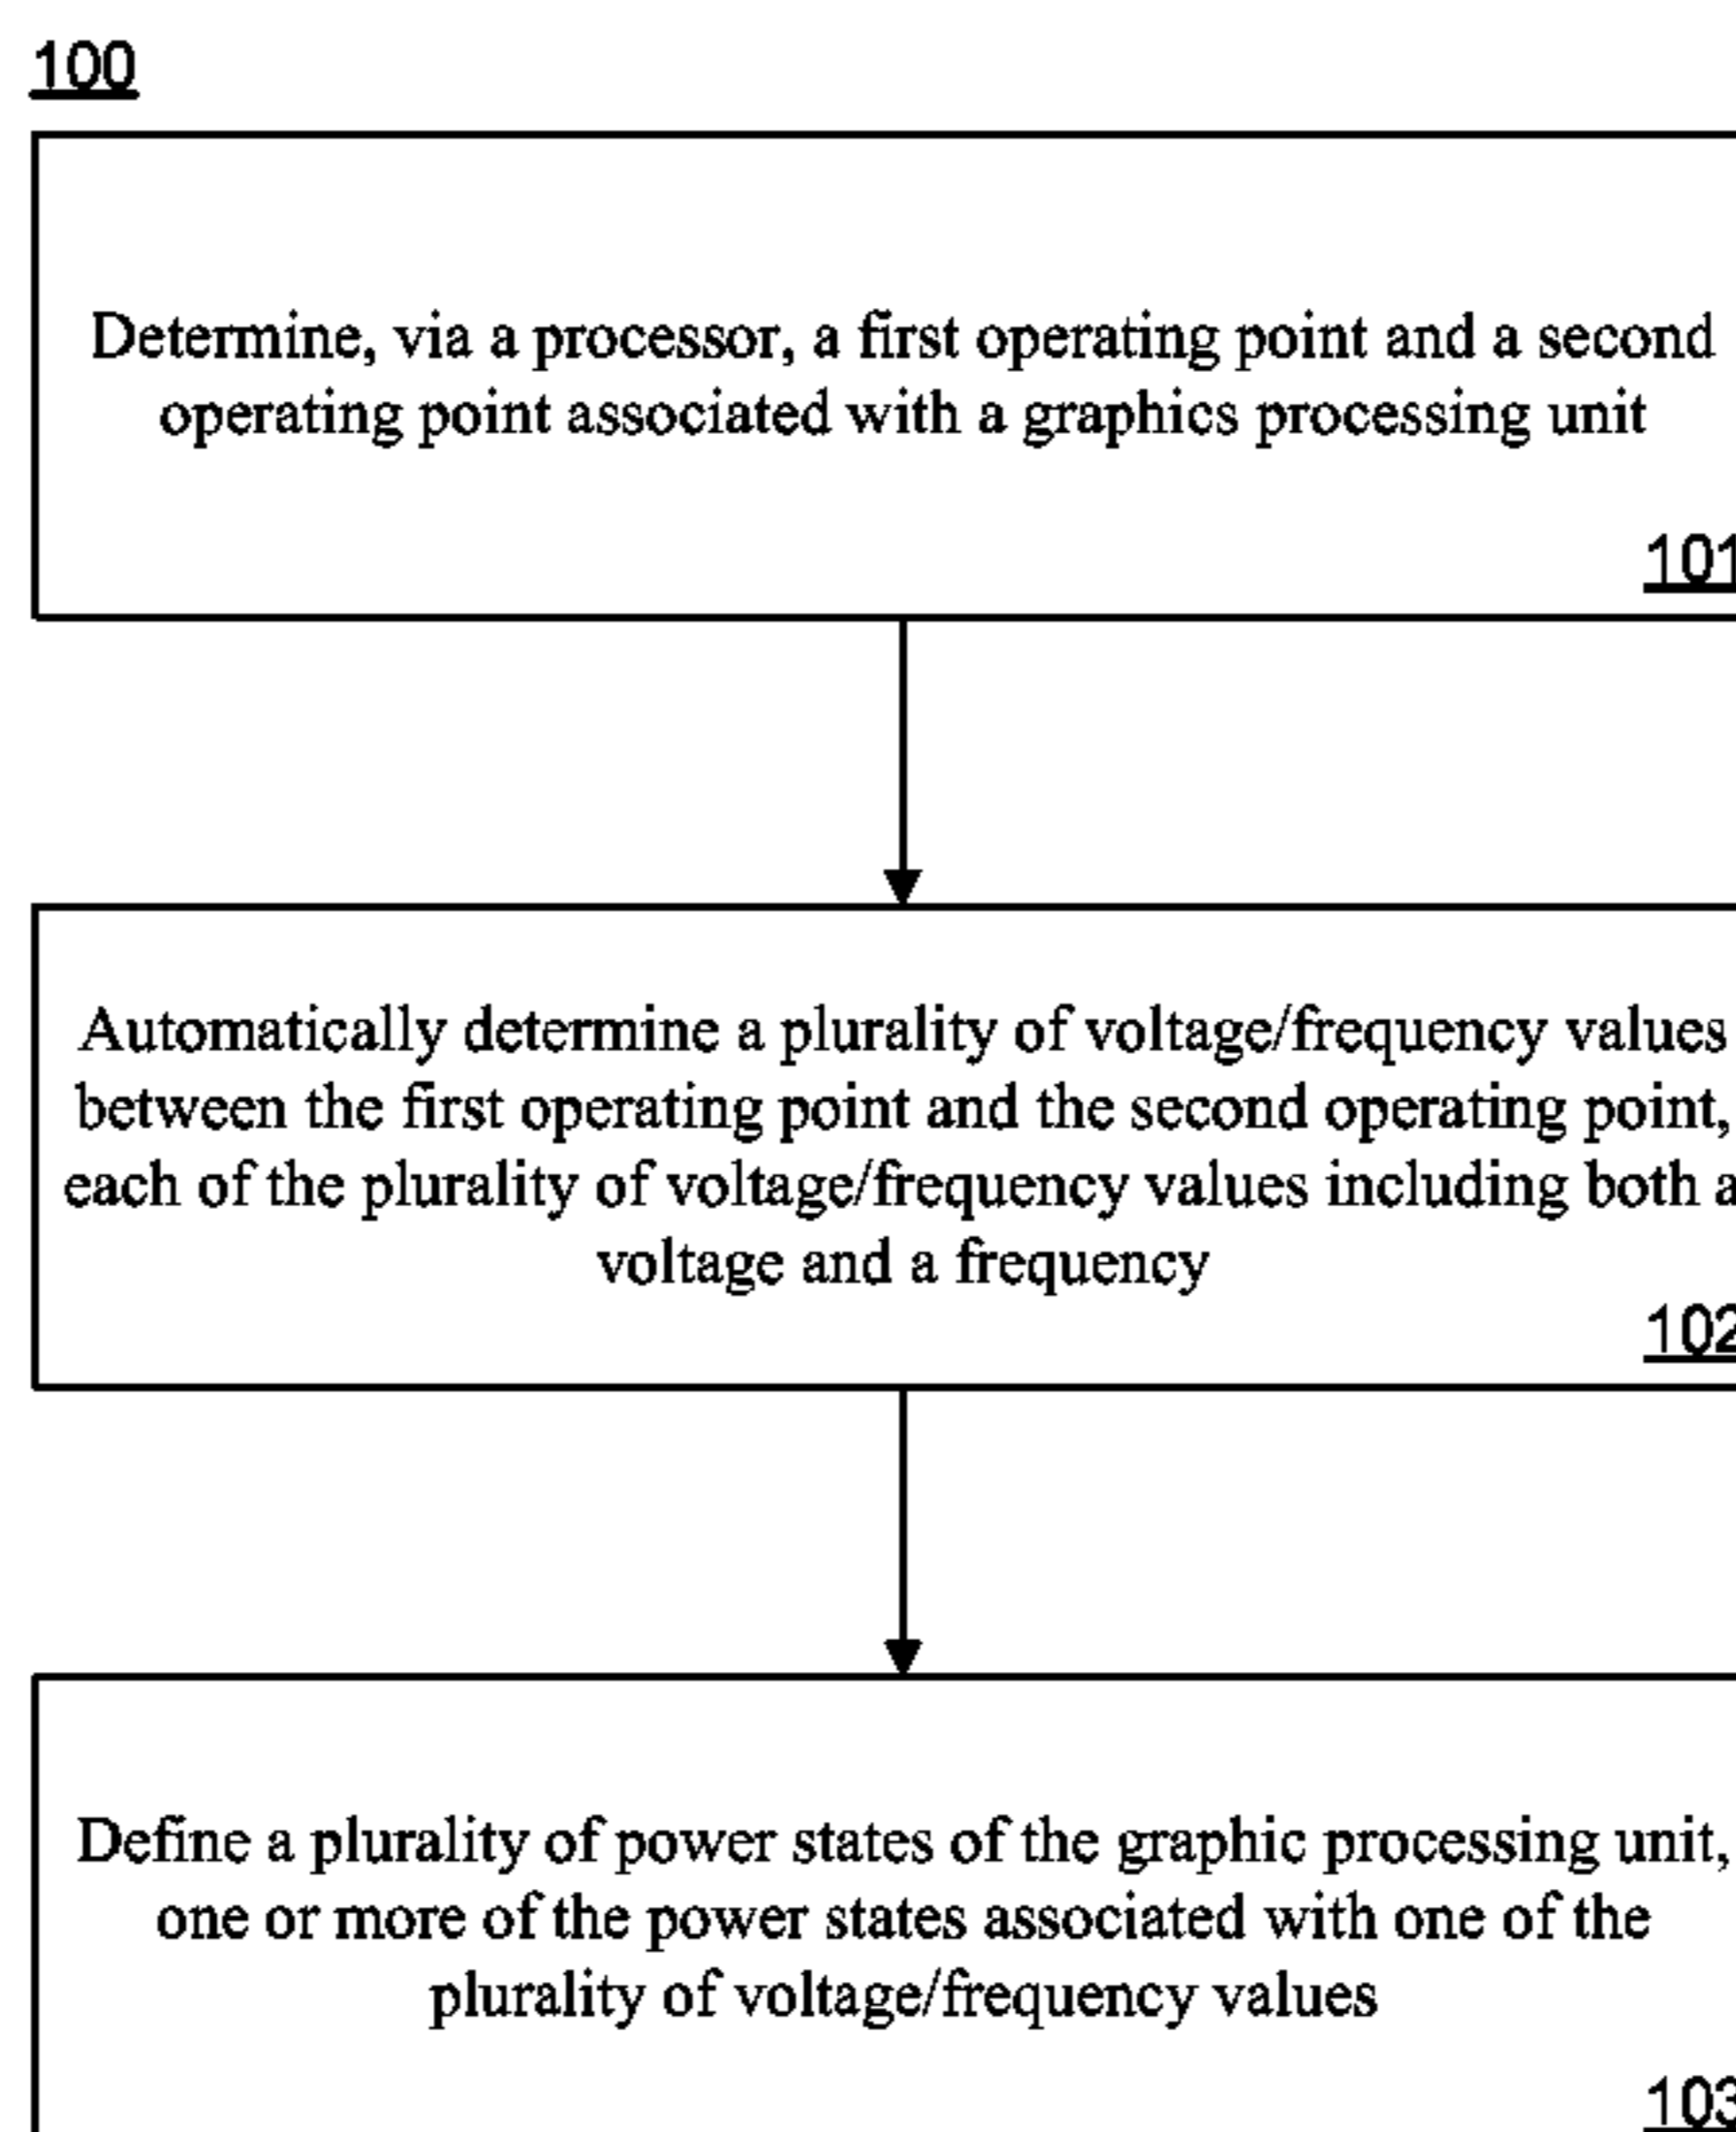 100
Determine, via a processor, a first operating point and a second
operating point associated with a graphics processing unit
101
Automatically determine a plurality of voltage/frequency values
between the first operating point and the second operating point,
each of the plurality of voltage/frequency values including both a
voltage and a frequency
102
Define a plurality of power states of the graphic processing unit,
one or more of the power states associated with one of the
plurality of voltage/frequency values
103